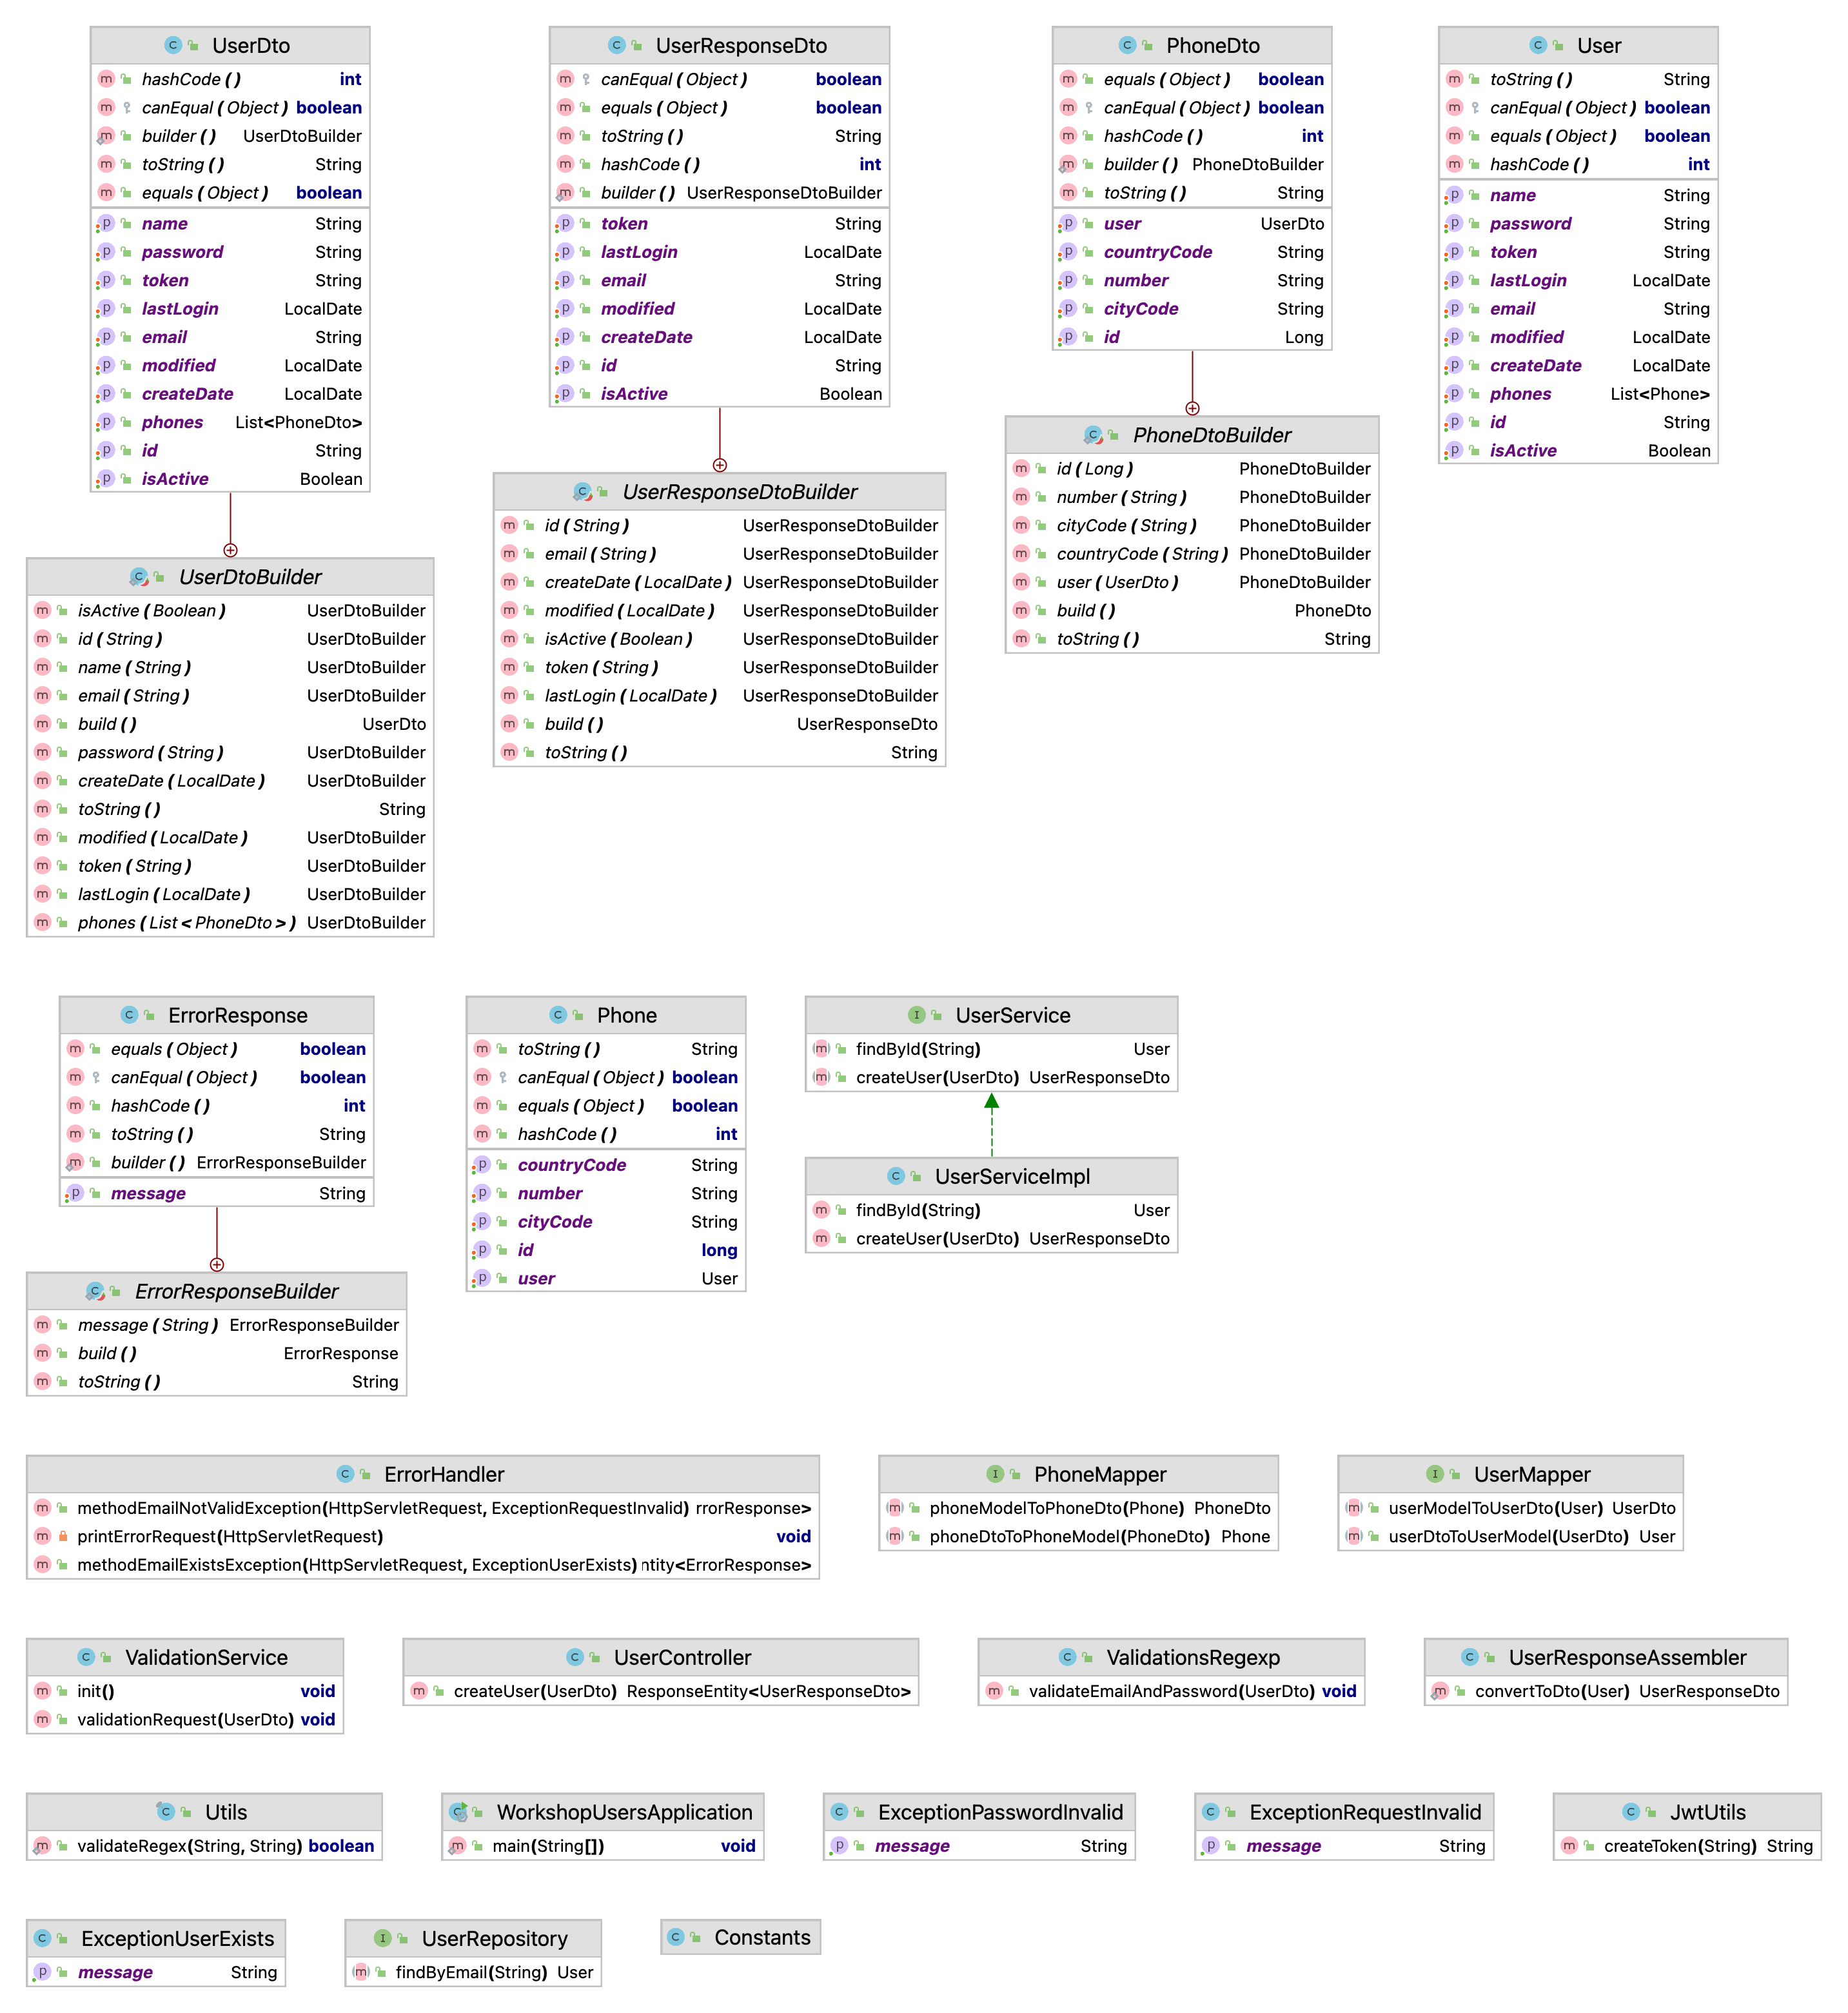 UserDto
hashCode() int
canEqual(Object) boolean
builder() UserDtoBuilder
toString() String
equals(Object) boolean
name String
password String
token String
lastLogin LocalDate
email String
modified LocalDate
createDate LocalDate
phones List<PhoneDto>
id String
isActive Boolean
UserDtoBuilder
isActive(Boolean) UserDtoBuilder
id(String) UserDtoBuilder
name(String) UserDtoBuilder
email(String) UserDtoBuilder
build() UserDto
password(String) UserDtoBuilder
createDate(LocalDate) UserDtoBuilder
toString() String
modified(LocalDate) UserDtoBuilder
token(String) UserDtoBuilder
lastLogin(LocalDate) UserDtoBuilder
phones(List<PhoneDto>) UserDtoBuilder
UserResponseDto
canEqual(Object) boolean
equals(Object) boolean
toString() String
hashCode() int
builder() UserResponseDtoBuilder
token String
lastLogin LocalDate
email String
modified LocalDate
createDate LocalDate
id String
isActive Boolean
UserResponseDtoBuilder
id(String) UserResponseDtoBuilder
email(String) UserResponseDtoBuilder
createDate(LocalDate) UserResponseDtoBuilder
modified(LocalDate) UserResponseDtoBuilder
isActive(Boolean) UserResponseDtoBuilder
token(String) UserResponseDtoBuilder
lastLogin(LocalDate) UserResponseDtoBuilder
build() UserResponseDto
toString() String
PhoneDto
equals(Object) boolean
canEqual(Object) boolean
hashCode() int
builder() PhoneDtoBuilder
toString() String
user UserDto
countryCode String
number String
cityCode String
id Long
PhoneDtoBuilder
id(Long) PhoneDtoBuilder
number(String) PhoneDtoBuilder
cityCode(String) PhoneDtoBuilder
countryCode(String) PhoneDtoBuilder
user(UserDto) PhoneDtoBuilder
build() PhoneDto
toString() String
User
toString() String
canEqual(Object) boolean
equals(Object) boolean
hashCode() int
name String
password String
token String
lastLogin LocalDate
email String
modified LocalDate
createDate LocalDate
phones List<Phone>
id String
isActive Boolean
ErrorResponse
equals(Object) boolean
canEqual(Object) boolean
hashCode() int
toString() String
builder() ErrorResponseBuilder
message String
ErrorResponseBuilder
message(String) ErrorResponseBuilder
build() ErrorResponse
toString() String
Phone
toString() String
canEqual(Object) boolean
equals(Object) boolean
hashCode() int
countryCode String
number String
cityCode String
id long
user User
UserService
findById(String) User
createUser(UserDto) UserResponseDto
UserServiceImpl
findById(String) User
createUser(UserDto) UserResponseDto
ErrorHandler
methodEmailNotValidException(HttpServletRequest, ExceptionRequestInvalid) rrorResponse>
printErrorRequest(HttpServletRequest) void
methodEmailExistsException(HttpServletRequest, ExceptionUserExists) ntity<ErrorResponse>
PhoneMapper
phoneModelToPhoneDto(Phone) PhoneDto
phoneDtoToPhoneModel(PhoneDto) Phone
UserMapper
userModelToUserDto(User) UserDto
userDtoToUserModel(UserDto) User
ValidationService
init() void
validationRequest(UserDto) void
UserController
createUser(UserDto) ResponseEntity<UserResponseDto>
ValidationsRegexp
validateEmailAndPassword(UserDto) void
UserResponseAssembler
convertToDto(User) UserResponseDto
Utils
validateRegex(String, String) boolean
WorkshopUsersApplication
main(String[]) void
ExceptionPasswordInvalid
message String
ExceptionRequestInvalid
message String
JwtUtils
createToken(String) String
ExceptionUserExists
message String
UserRepository
findByEmail(String) User
Constants